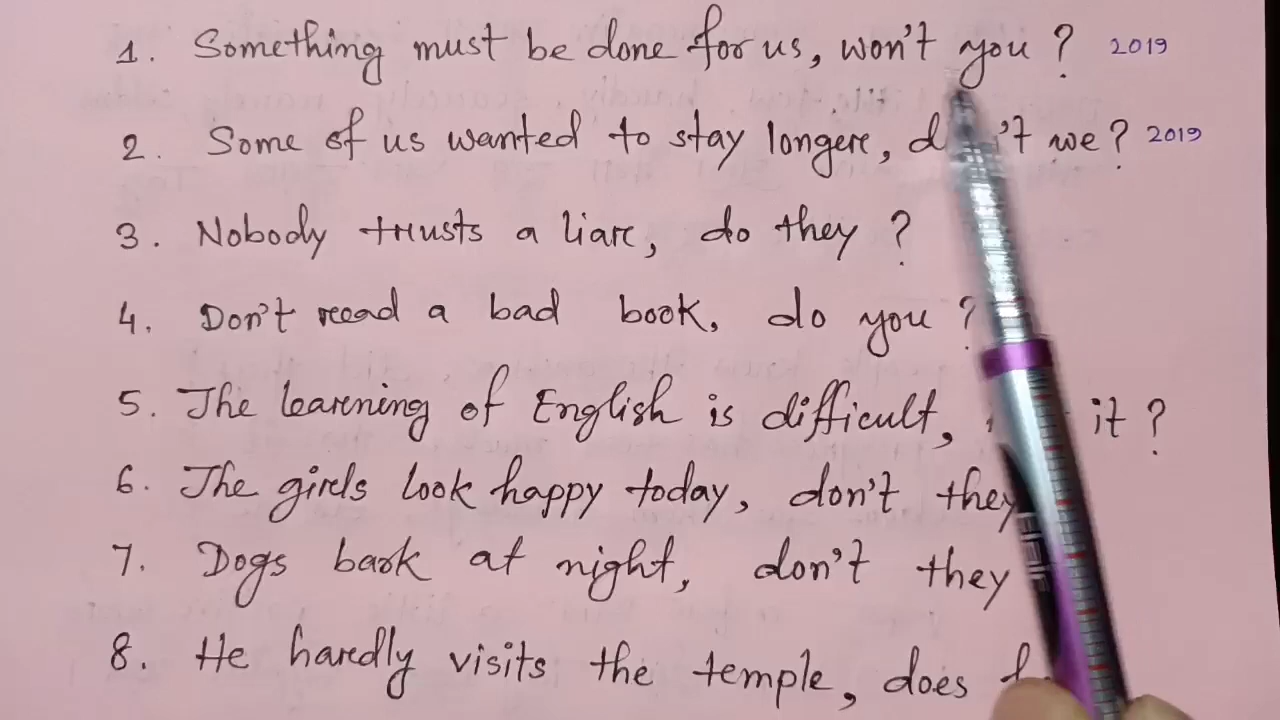 1. Something must be done for us, won't you ? 2019
2. Some of us wanted to stay longer, we? 2019
3. Nobody trusts a liar, do they ?
4. Don't read a bad book, do you ?
5. The learning of English is difficult, it ?
6. The girls look happy today, don't they
7. Dogs bark at night, don't they
8. He hardly visits the temple, does